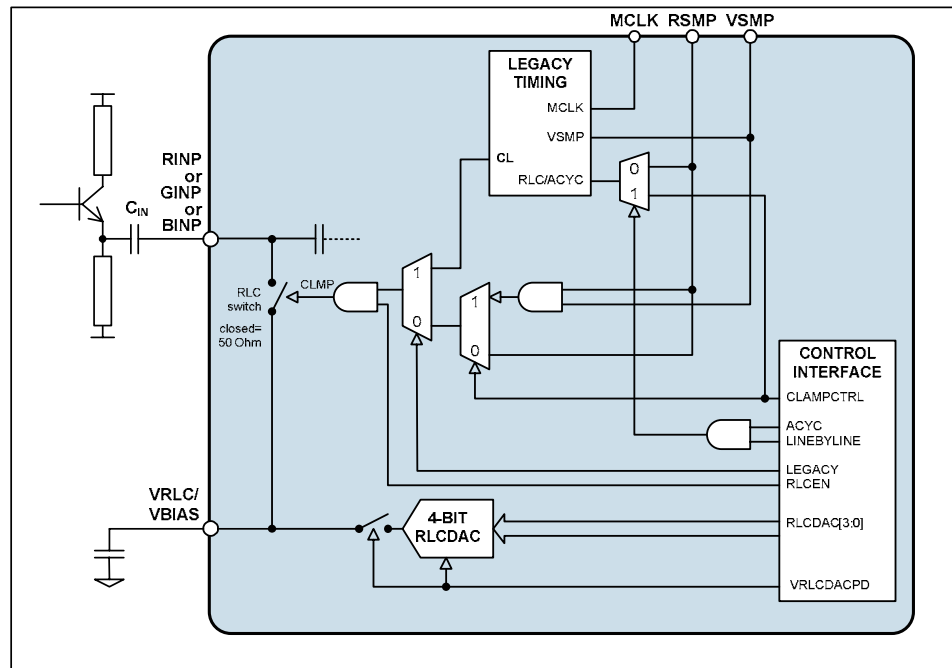 MCLK RSMP VSMP
LEGACY
TIMING
MCLK
VSMP
CL
RLC/ACYC
0
1
RINP
or
GINP
or
BINP
CIN
RLC
switch
closed=
50 Ohm
CLMP
1
0
1
0
CONTROL
INTERFACE
CLAMPCTRL
ACYC
LINEBYLINE
LEGACY
RLCEN
RLCDAC[3:0]
VRLCDACPD
VRLC/
VBIAS
4-BIT
RLCDAC